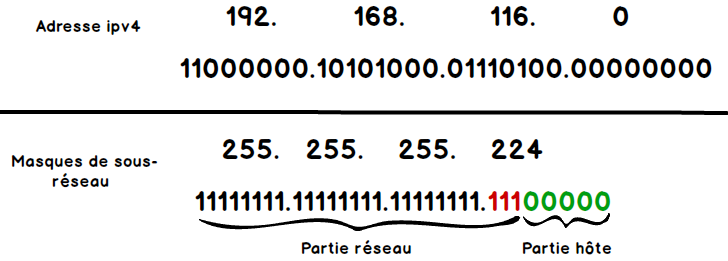 Adresse ipv4 192. 168. 116. 0
11000000.10101000.01110100.00000000
Masques de sous-
réseau
255. 255. 255. 224
11111111.11111111.11111111.11100000
Partie réseau Partie hôte